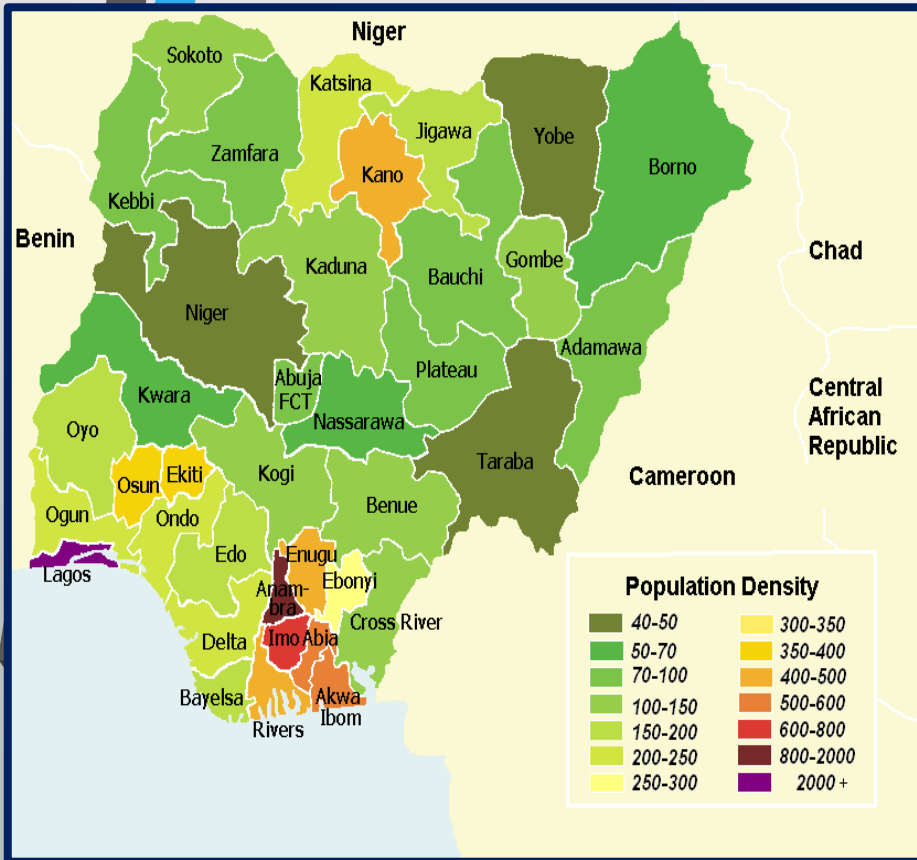 Niger
Sokoto
Katsina
Jigawa
Yobe
Zamfara
Kano
Borno
Kebbi
Benin
Chad
Gombe
Kaduna
Bauchi
Niger
Adamawa
Abuja
FCT
Plateau
Kwara
Nassarawa
Central
African
Republic
Oyo
Taraba
Cameroon
Osun
Ekiti
Kogi
Benue
Ogun
Ondo
Edo
Enugu
Lagos
Anam-
bra
Ebonyi
Cross River
Delta
Imo
Abia
Bayelsa
Akwa
Ibom
Rivers
Population Density
40-50
50-70
70-100
100-150
150-200
200-250
250-300
300-350
350-400
400-500
500-600
600-800
800-2000
2000 +